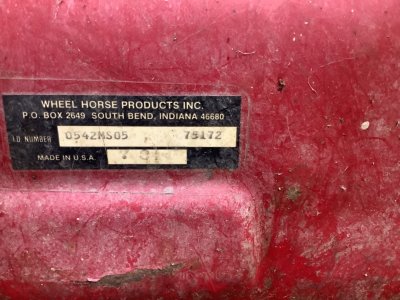 WHEEL HORSE PRODUCTS INC.
P.O. BOX 2649 SOUTH BEND, INDIANA 46680
I.D NUMBER 0542MS05 75172
MADE IN U.S.A.